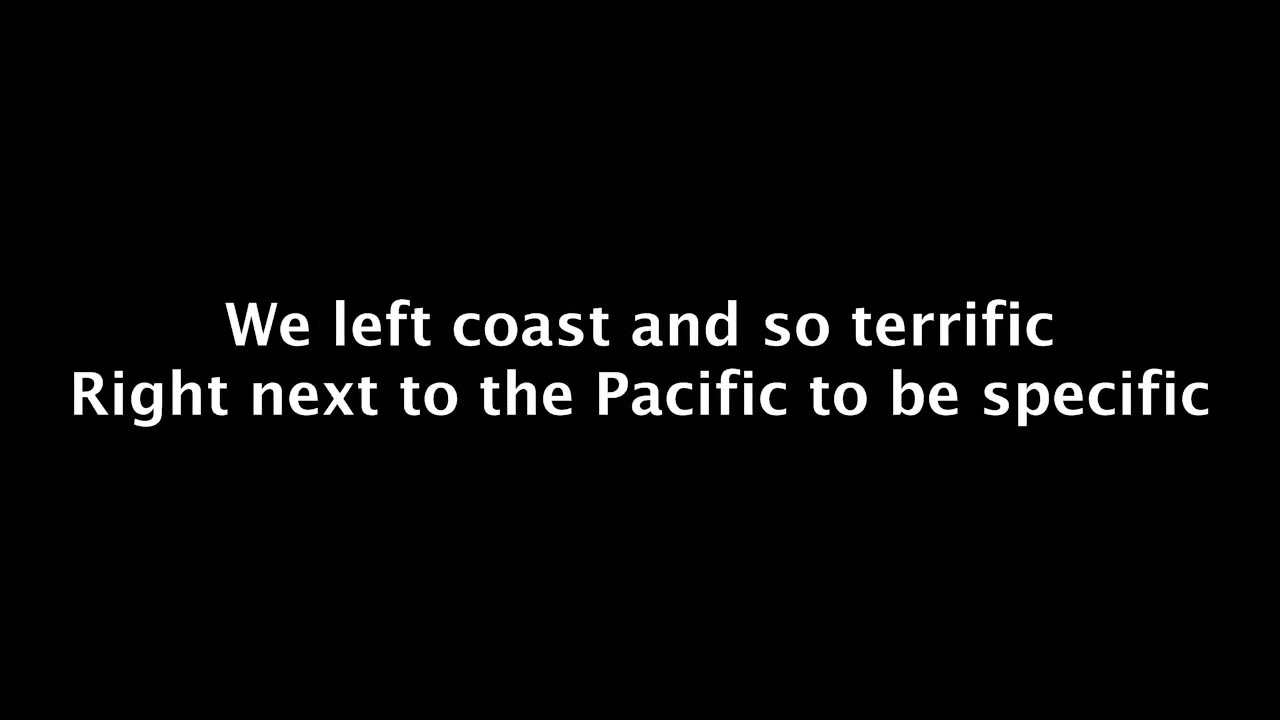 We left coast and so terrific
Right next to the Pacific to be specific